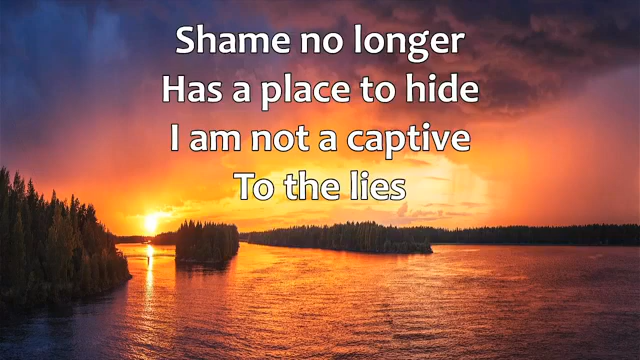 Shame no longer
Has a place to hide
I am not a captive
To the lies